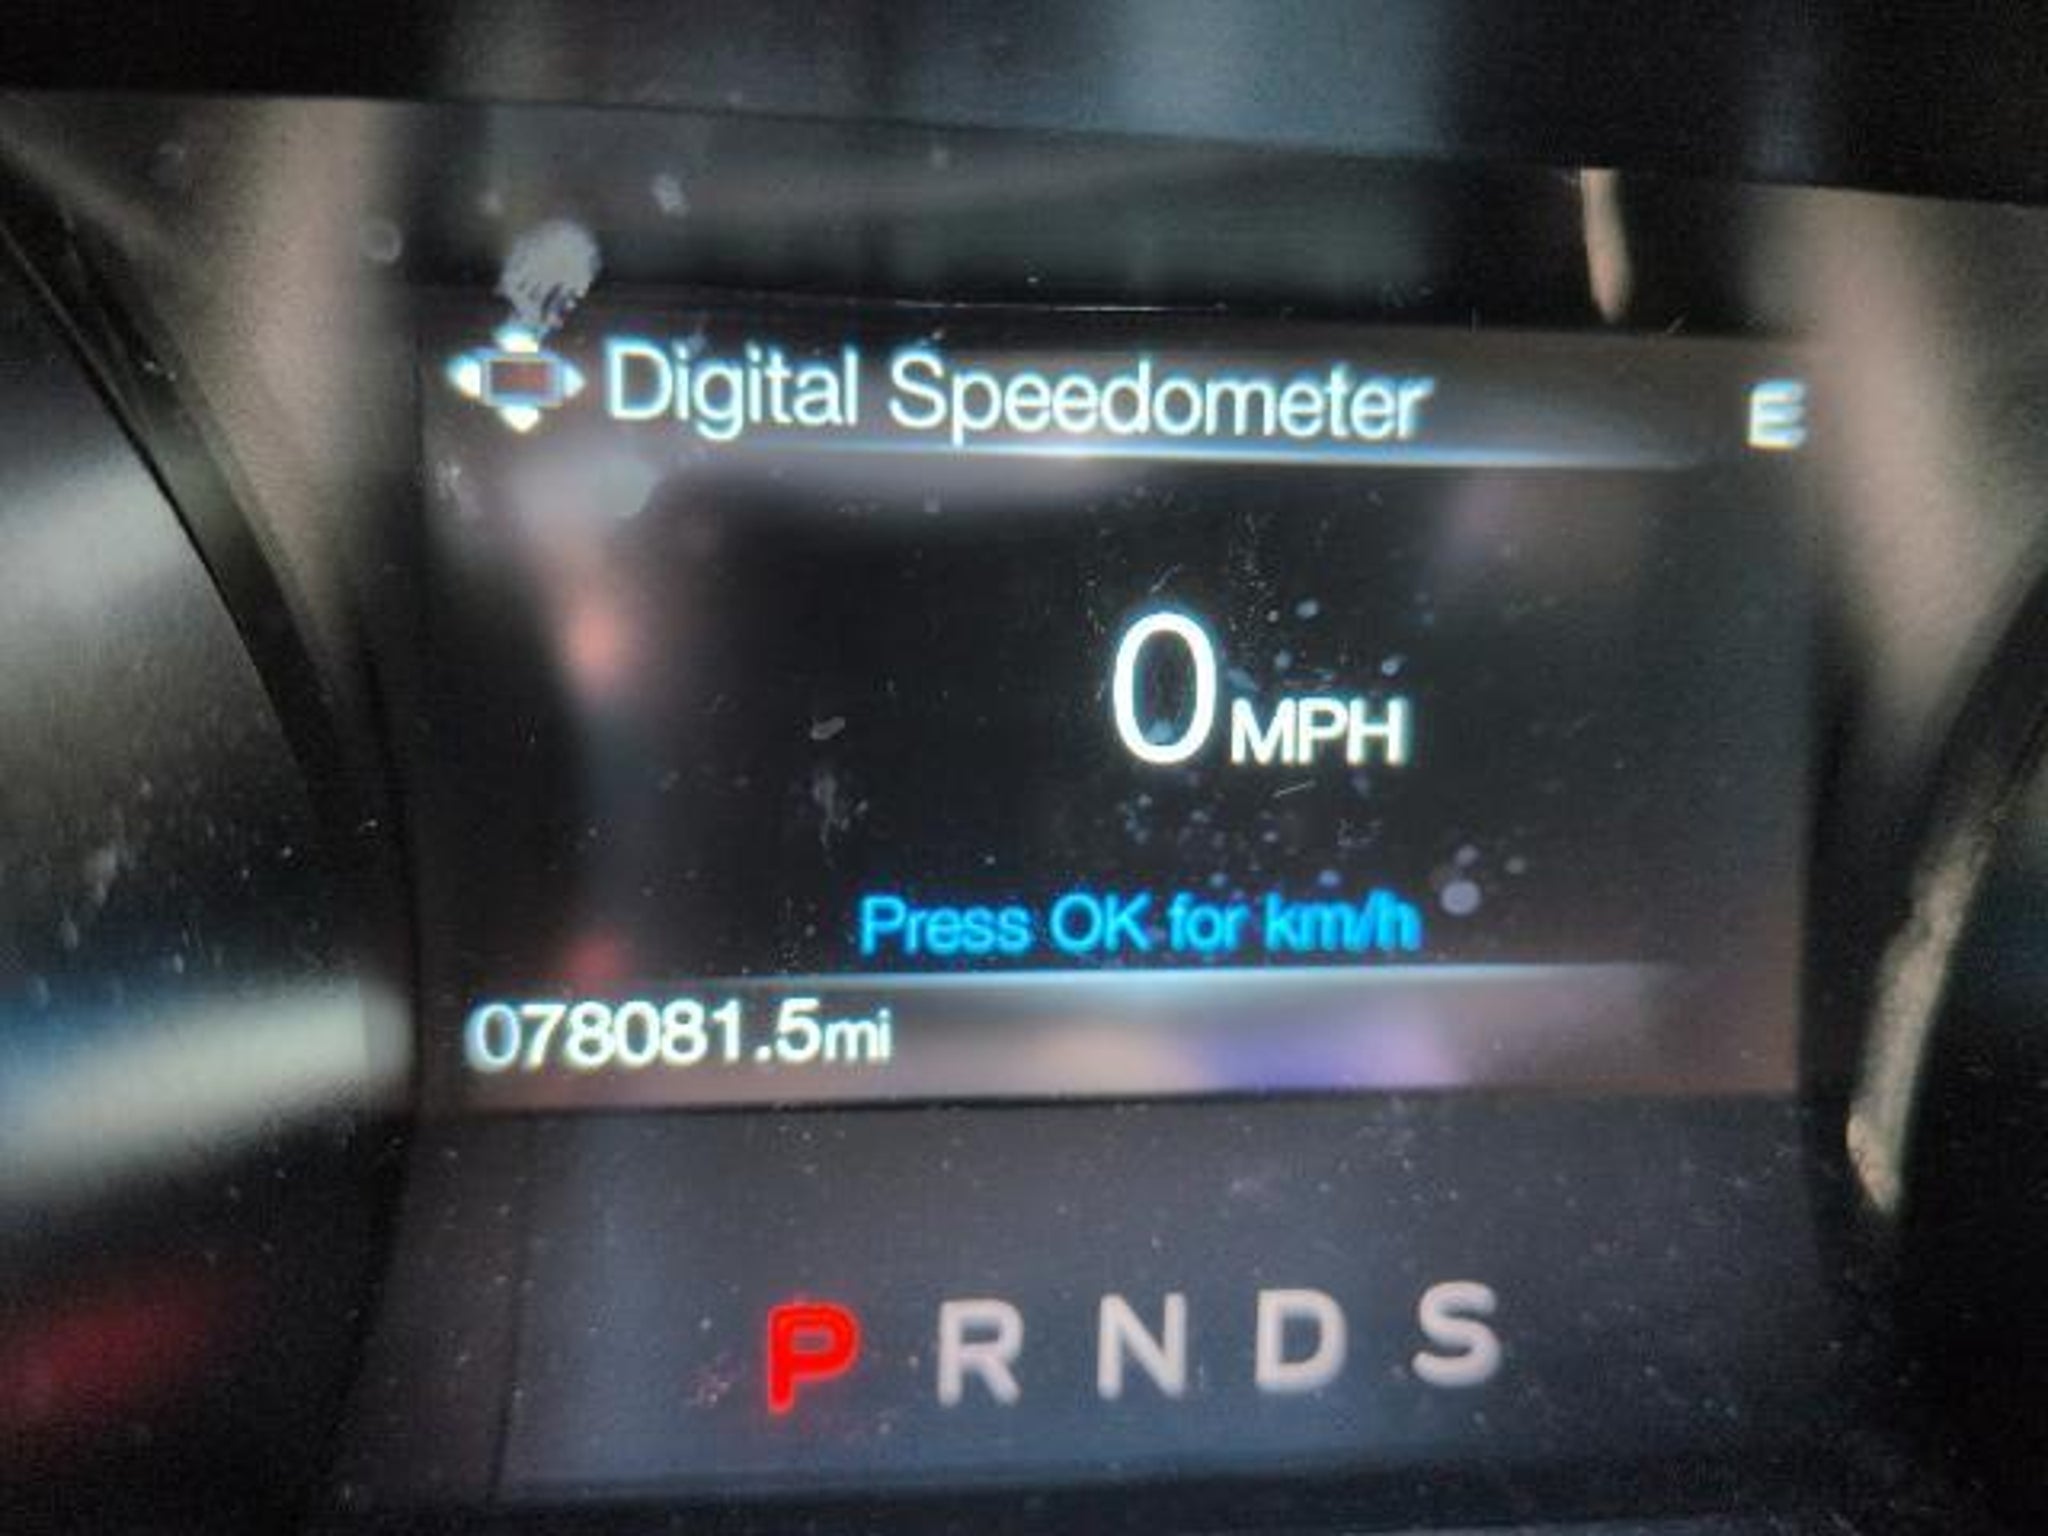 Digital Speedometer E
0 MPH
Press OK for km/h
078081.5mi
P R N D S